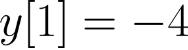 y[1] = −4